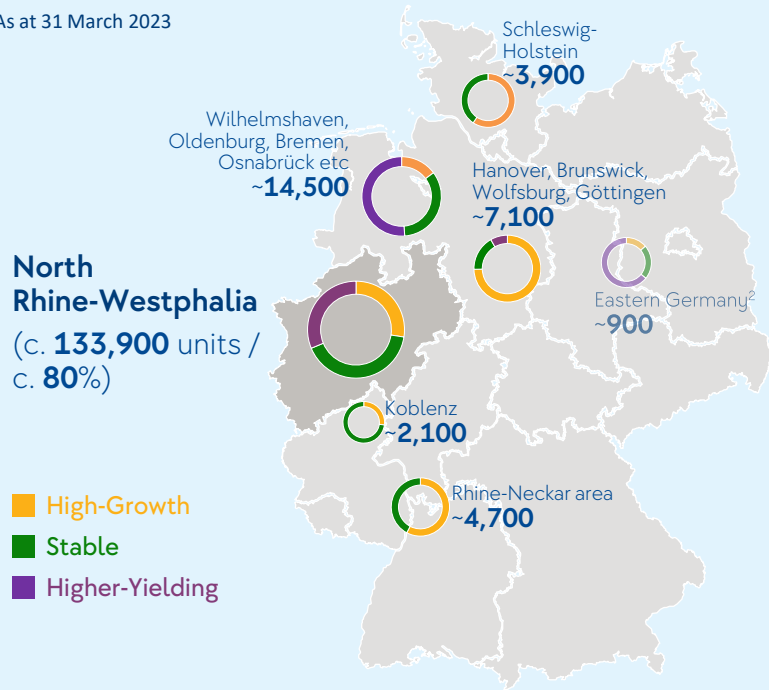 As at 31 March 2023
Schleswig-
Holstein
~3,900
Wilhelmshaven,
Oldenburg, Bremen,
Osnabrück etc
~14,500
Hanover, Brunswick,
Wolfsburg, Göttingen
~7,100
North
Rhine-Westphalia
(c. 133,900 units /
c. 80%)
Eastern Germany²
~900
Koblenz
~2,100
Rhine-Neckar area
~4,700
High-Growth
Stable
Higher-Yielding